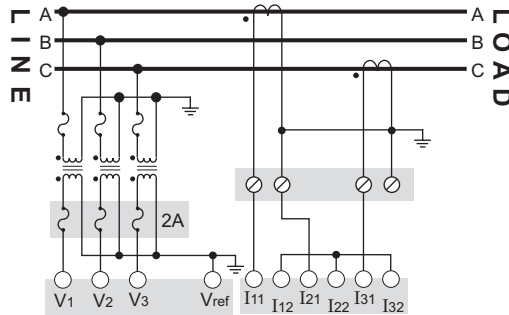 LINE
A A
B B
C C
LOAD
2A
V1 V2 V3 Vref I11 I12 I21 I22 I31 I32